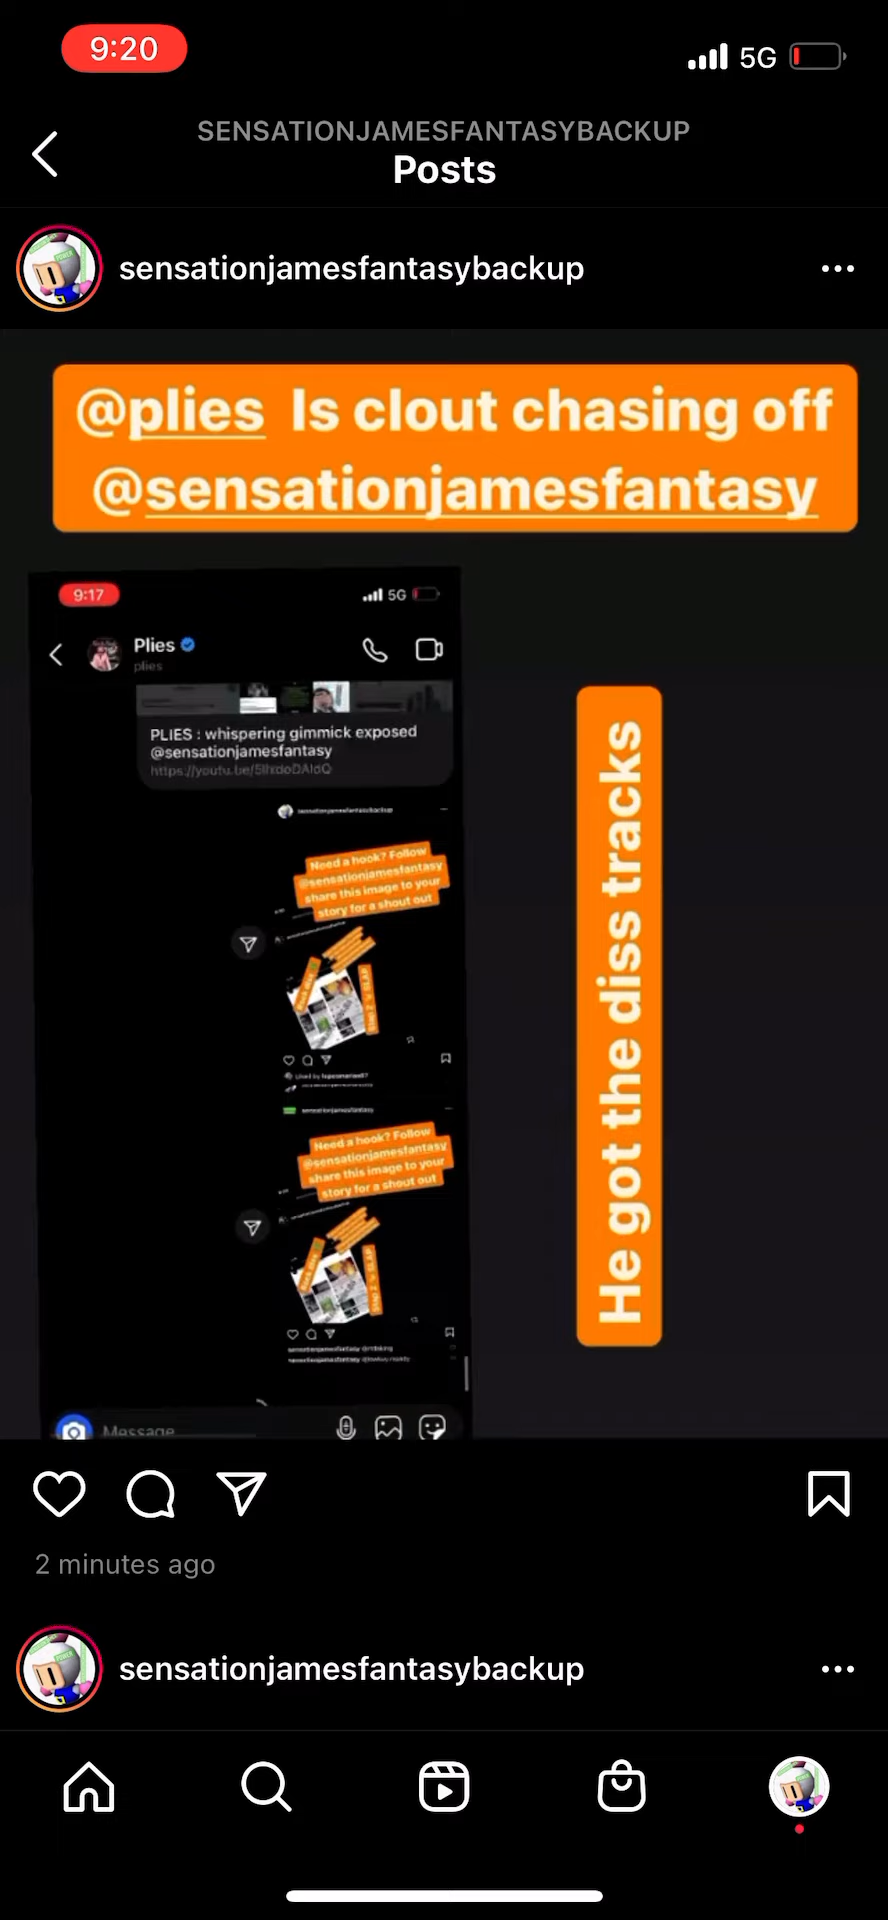 9:20
5G
SENSATIONJAMESFANTASYBACKUP
Posts
sensationjamesfantasybackup
@plies Is clout chasing off
@sensationjamesfantasy
9:17
5G
Plies
plies
PLIES : whispering gimmick exposed
@sensationjamesfantasy
sensationjamesfantasybackup
Need a hook? Follow
@sensationjamesfantasy
share this image to your
story for a shout out
sensationjamesfantasy
Need a hook? Follow
@sensationjamesfantasy
share this image to your
story for a shout out
Message
He got the diss tracks
2 minutes ago
sensationjamesfantasybackup